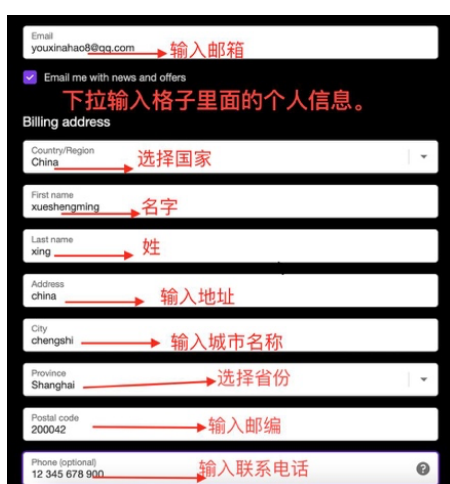 Email
youxinahao8@qq.com 输入邮箱
Email me with news and offers
下拉输入格子里面的个人信息。
Billing address
Country/Region
China 选择国家
First name
xueshengming 名字
Last name
xing 姓
Address
china 输入地址
City
chengshi 输入城市名称
Province
Shanghai 选择省份
Postal code
200042 输入邮编
Phone (optional)
12 345 678 900 输入联系电话